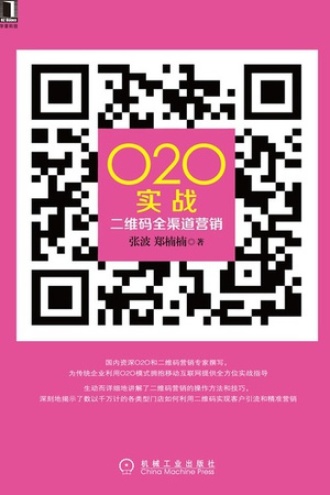 O2O
实战
二维码全渠道营销
张波 郑楠楠◎著
国内资深O2O和二维码营销专家撰写，
为传统企业利用O2O模式拥抱移动互联网提供全方位实战指导
生动而详细地讲解了二维码营销的操作方法和技巧，
深刻地揭示了数以千万计的各类型门店如何利用二维码实现客户引流和精准营销
机械工业出版社
China Machine Press